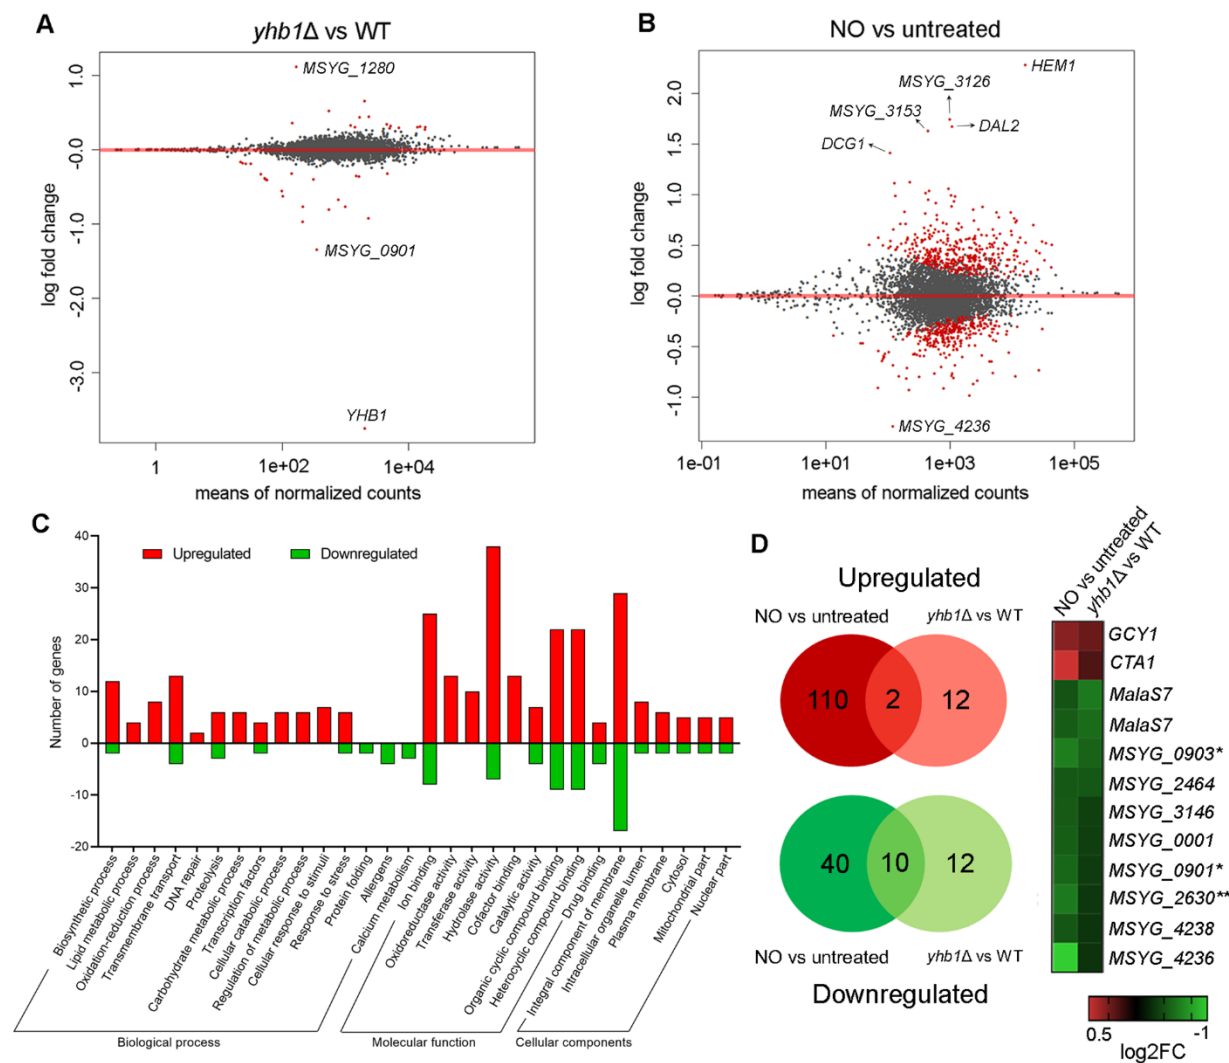 A
yhb1Δ vs WT
MSYG_1280
MSYG_0901
YHB1
1.0
-0.0
-1.0
-2.0
-3.0
log fold change
1
1e+02
1e+04
means of normalized counts
B
NO vs untreated
HEM1
MSYG_3126
MSYG_3153
DAL2
DCG1
MSYG_4236
2.0
1.5
1.0
0.5
-0.0
-0.5
-1.0
log fold change
1e-01
1e+01
1e+03
1e+05
means of normalized counts
C
Upregulated
Downregulated
40
30
20
10
0
-10
-20
Number of genes
Biosynthetic process
Lipid metabolic process
Oxidation-reduction process
Transmembrane transport
DNA repair
Proteolysis
Carbohydrate metabolic process
Transcription factors
Cellular catabolic process
Regulation of metabolic process
Cellular response to stimuli
Response to stress
Protein folding
Allergens
Calcium metabolism
Ion binding
Oxidoreductase activity
Transferase activity
Hydrolase activity
Cofactor binding
Catalytic activity
Organic cyclic compound binding
Heterocyclic compound binding
Drug binding
Integral component of membrane
Intracellular organelle lumen
Plasma membrane
Cytosol
Mitochondrial part
Nuclear part
Biological process
Molecular function
Cellular components
D
Upregulated
NO vs untreated
yhb1Δ vs WT
110
2
12
40
10
12
NO vs untreated
yhb1Δ vs WT
Downregulated
NO vs untreated
yhb1Δ vs WT
GCY1
CTA1
MalaS7
MalaS7
MSYG_0903*
MSYG_2464
MSYG_3146
MSYG_0001
MSYG_0901*
MSYG_2630**
MSYG_4238
MSYG_4236
0.5
-1
log2FC